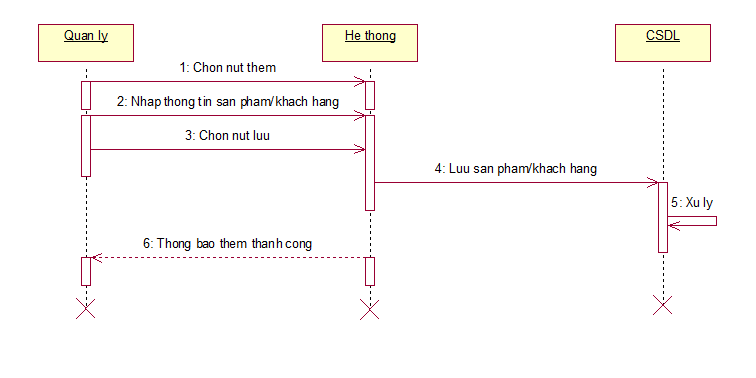 Quan ly
He thong
CSDL
1: Chon nut them
2: Nhap thong tin san pham/khach hang
3: Chon nut luu
4: Luu san pham/khach hang
5: Xu ly
6: Thong bao them thanh cong